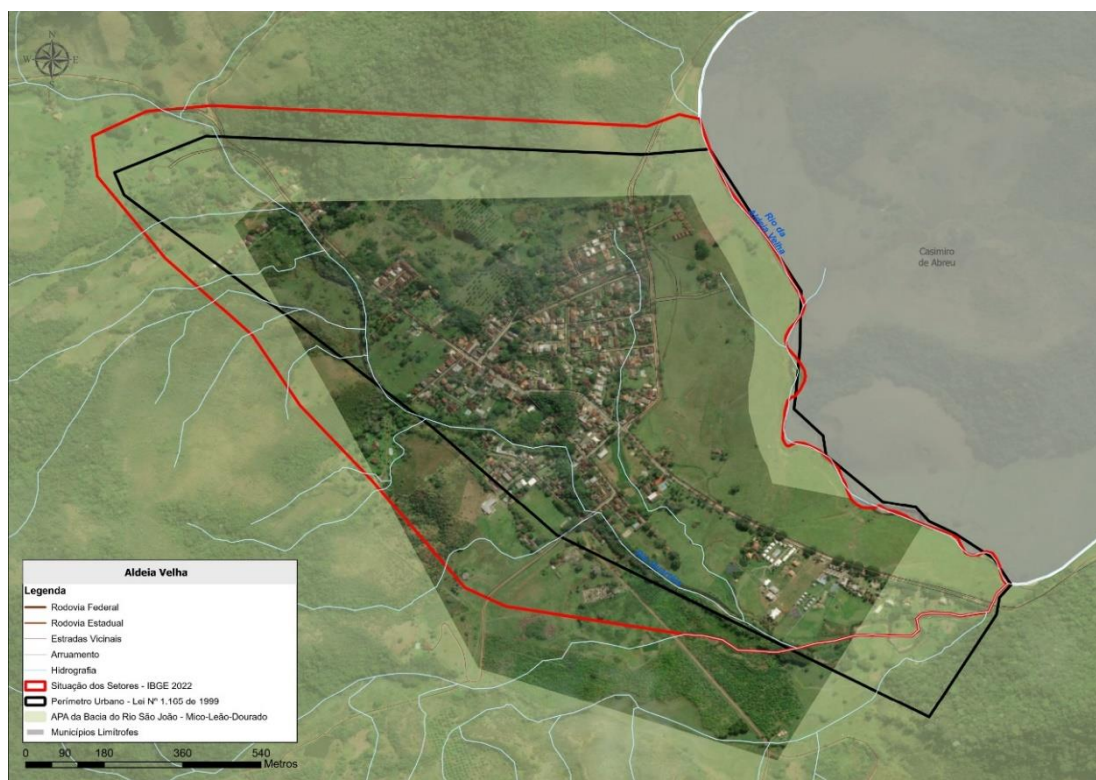 N
W E
S
Rio da
Aldeia Velha
Casimiro
de Abreu
Aldeia Velha
Legenda
Rodovia Federal
Rodovia Estadual
Estradas Vicinais
Arruamento
Hidrografia
Situação dos Setores - IBGE 2022
Perímetro Urbano - Lei Nº 1.165 de 1999
APA da Bacia do Rio São João - Mico-Leão-Dourado
Municípios Limítrofes
0 90 180 360 540
Metros